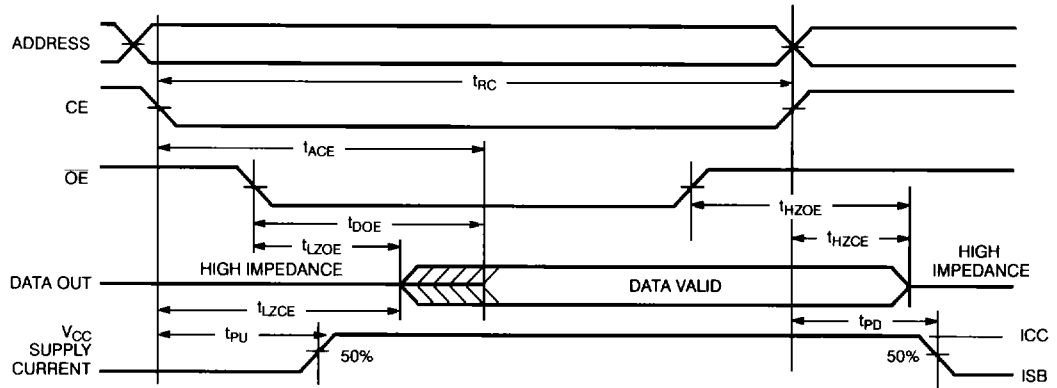 ADDRESS
tRC
CE
tACE
OE
tDOE
tHZOE
tLZOE
tHZCE
HIGH IMPEDANCE
HIGH
IMPEDANCE
DATA OUT
DATA VALID
tLZCE
VCC
SUPPLY
CURRENT
tPU
50%
tPD
50%
ICC
ISB